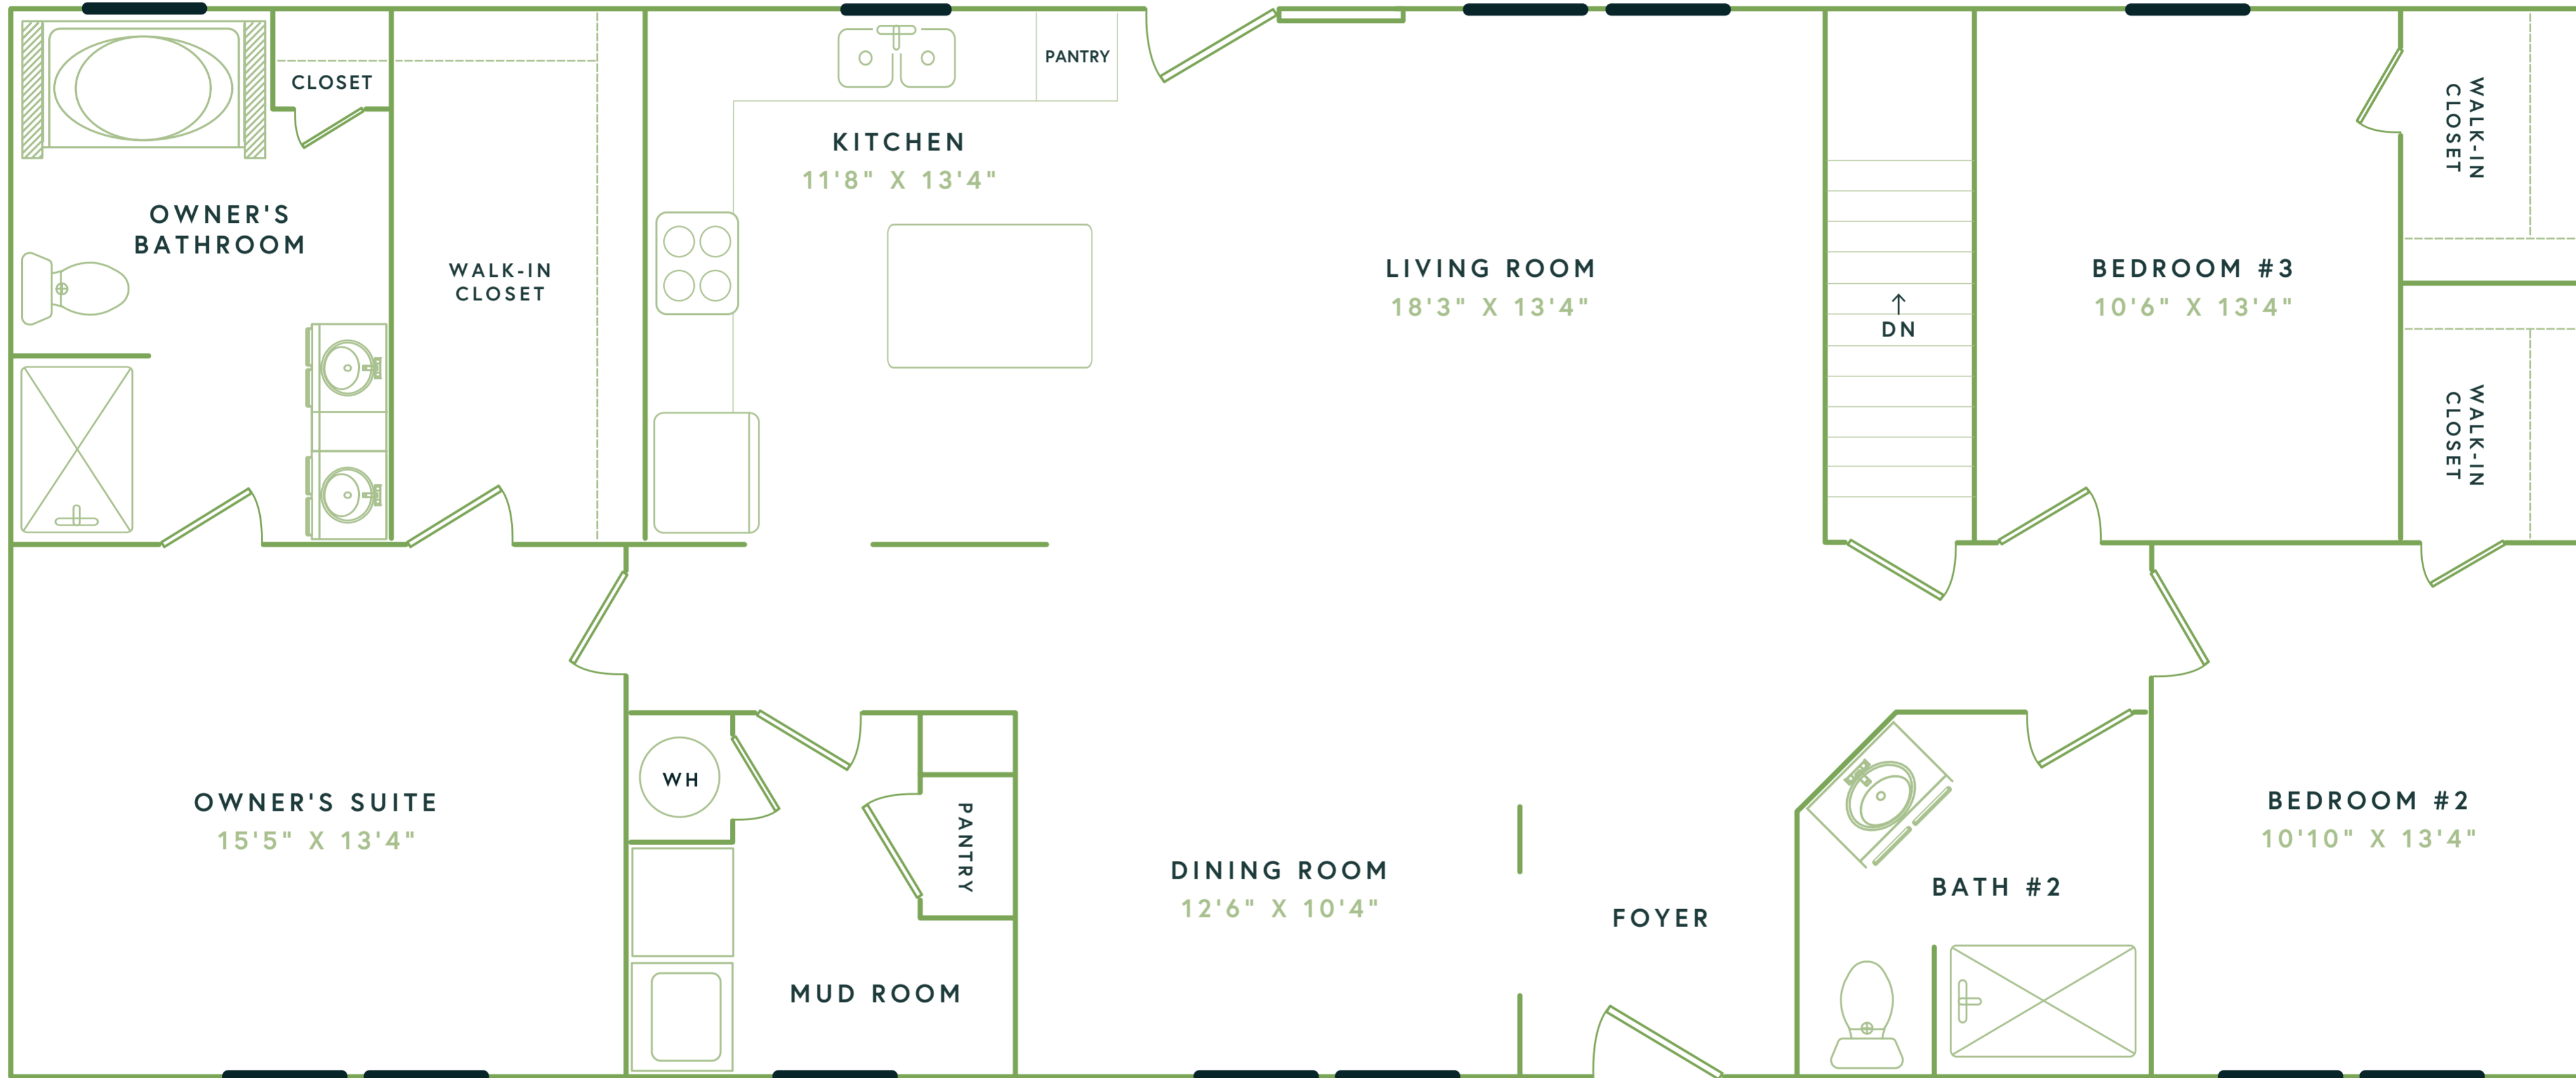 CLOSET
OWNER'S
BATHROOM
WALK-IN
CLOSET
KITCHEN
11'8" X 13'4"
PANTRY
LIVING ROOM
18'3" X 13'4"
DN
BEDROOM #3
10'6" X 13'4"
WALK-IN
CLOSET
WALK-IN
CLOSET
OWNER'S SUITE
15'5" X 13'4"
WH
PANTRY
MUD ROOM
DINING ROOM
12'6" X 10'4"
FOYER
BATH #2
BEDROOM #2
10'10" X 13'4"